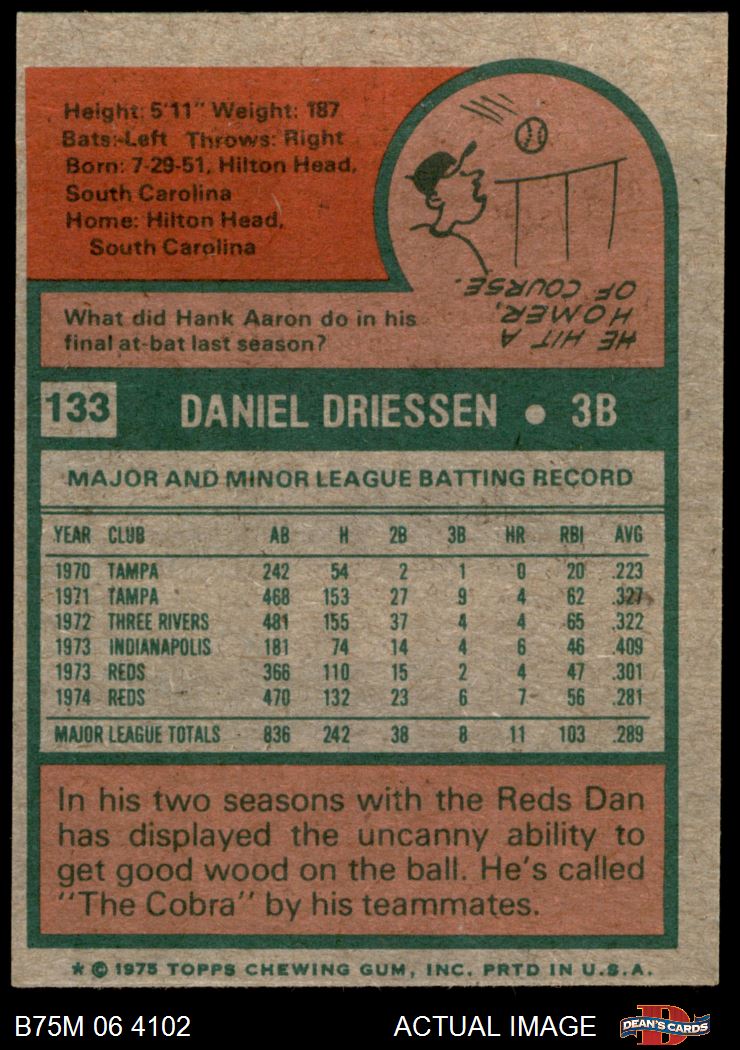 Height: 5'11" Weight: 187
Bats: Left Throws: Right
Born: 7-29-51, Hilton Head,
South Carolina
Home: Hilton Head,
South Carolina
What did Hank Aaron do in his
final at-bat last season?
HE HIT A
HOMER,
OF COURSE.
133 DANIEL DRIESSEN • 3B
MAJOR AND MINOR LEAGUE BATTING RECORD
YEAR CLUB AB H 2B 3B HR RBI AVG
1970 TAMPA 242 54 2 1 0 20 .223
1971 TAMPA 468 153 27 9 4 62 .327
1972 THREE RIVERS 481 155 37 4 4 65 .322
1973 INDIANAPOLIS 181 74 14 4 6 46 .409
1973 REDS 366 110 15 2 4 47 .301
1974 REDS 470 132 23 6 7 56 .281
MAJOR LEAGUE TOTALS 836 242 38 8 11 103 .289
In his two seasons with the Reds Dan
has displayed the uncanny ability to
get good wood on the ball. He's called
"The Cobra" by his teammates.
* © 1975 TOPPS CHEWING GUM, INC. PRTD IN U.S.A.
B75M 06 4102 ACTUAL IMAGE D DEAN'S CARDS